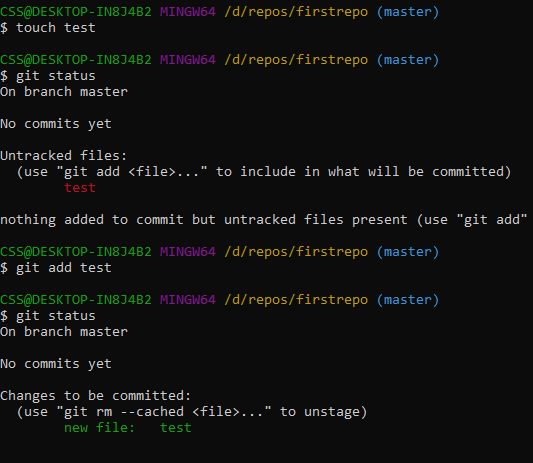 CSS@DESKTOP-IN8J4B2 MINGW64 /d/repos/firstrepo (master)
$ touch test
CSS@DESKTOP-IN8J4B2 MINGW64 /d/repos/firstrepo (master)
$ git status
On branch master
No commits yet
Untracked files:
  (use "git add <file>..." to include in what will be committed)
        test
nothing added to commit but untracked files present (use "git add"
CSS@DESKTOP-IN8J4B2 MINGW64 /d/repos/firstrepo (master)
$ git add test
CSS@DESKTOP-IN8J4B2 MINGW64 /d/repos/firstrepo (master)
$ git status
On branch master
No commits yet
Changes to be committed:
  (use "git rm --cached <file>..." to unstage)
        new file:   test